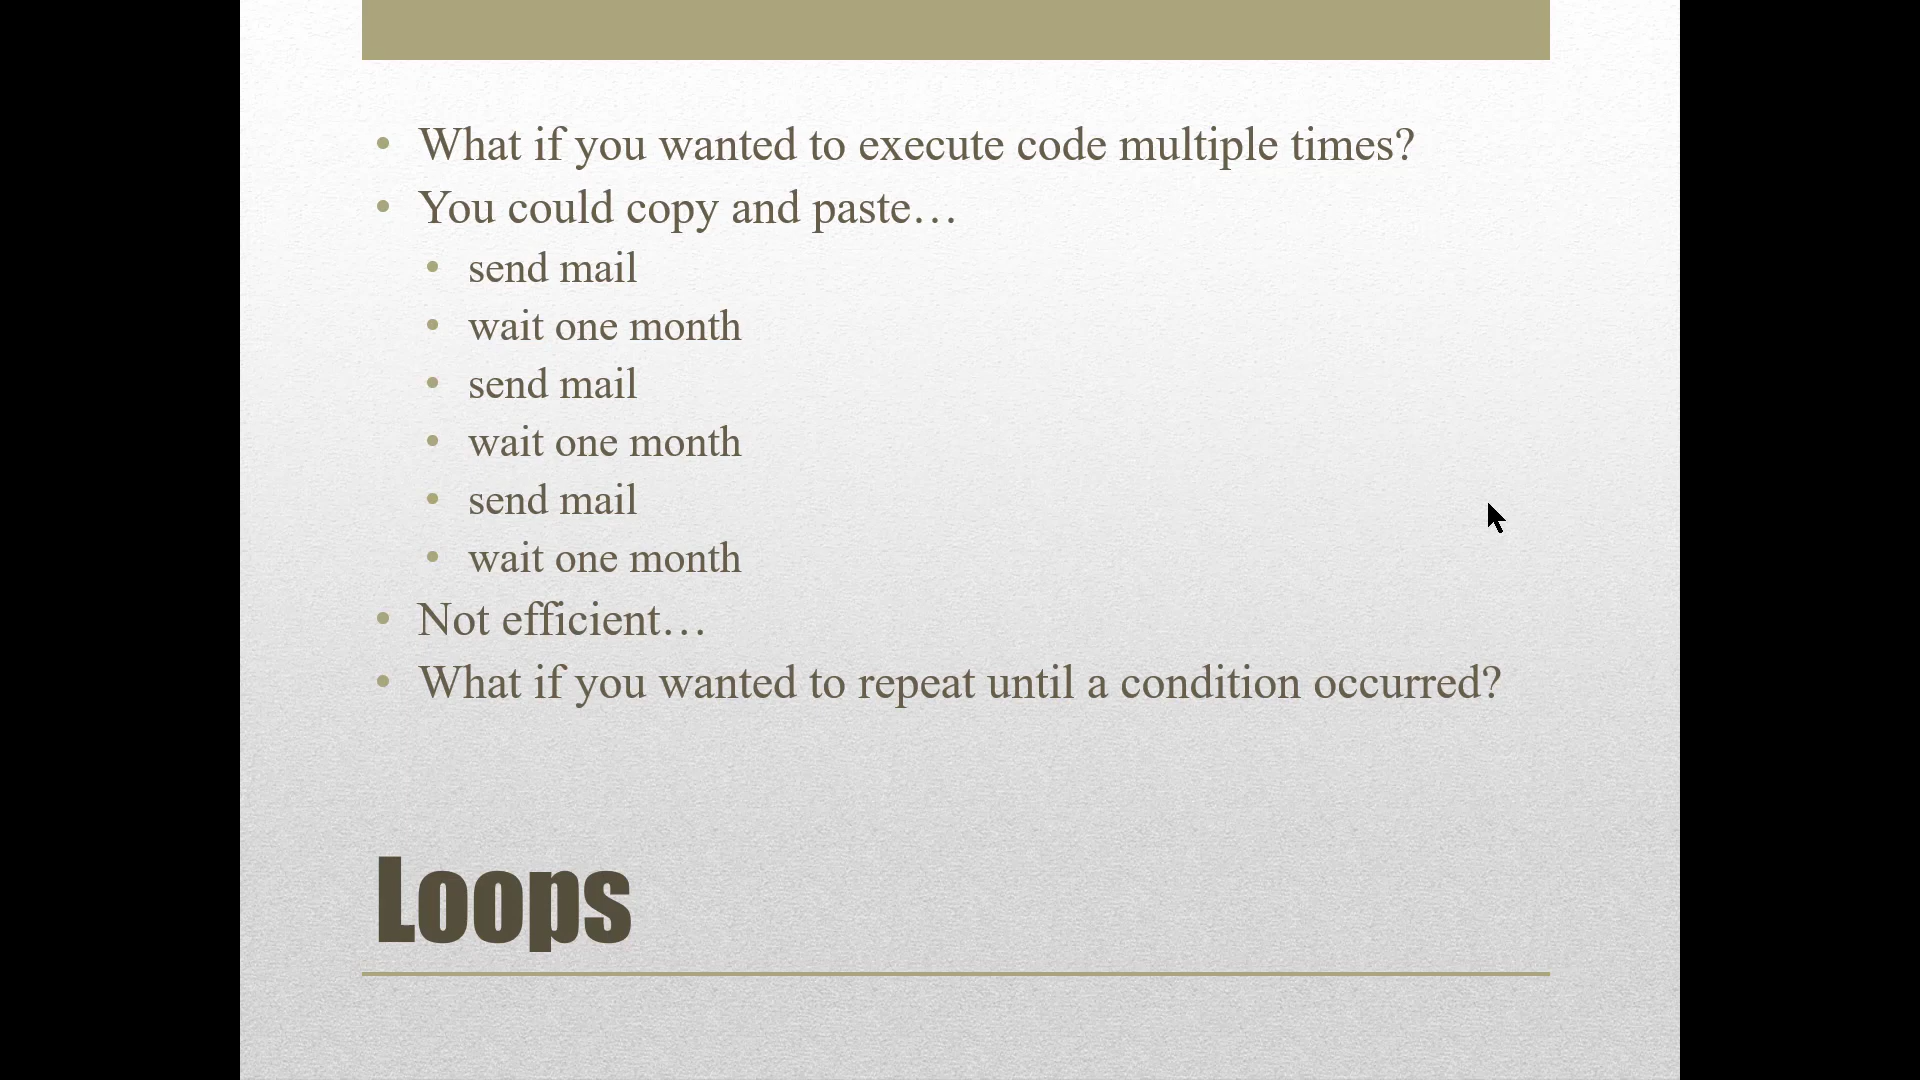 What if you wanted to execute code multiple times?
You could copy and paste…
send mail
wait one month
send mail
wait one month
send mail
wait one month
Not efficient…
What if you wanted to repeat until a condition occurred?
Loops